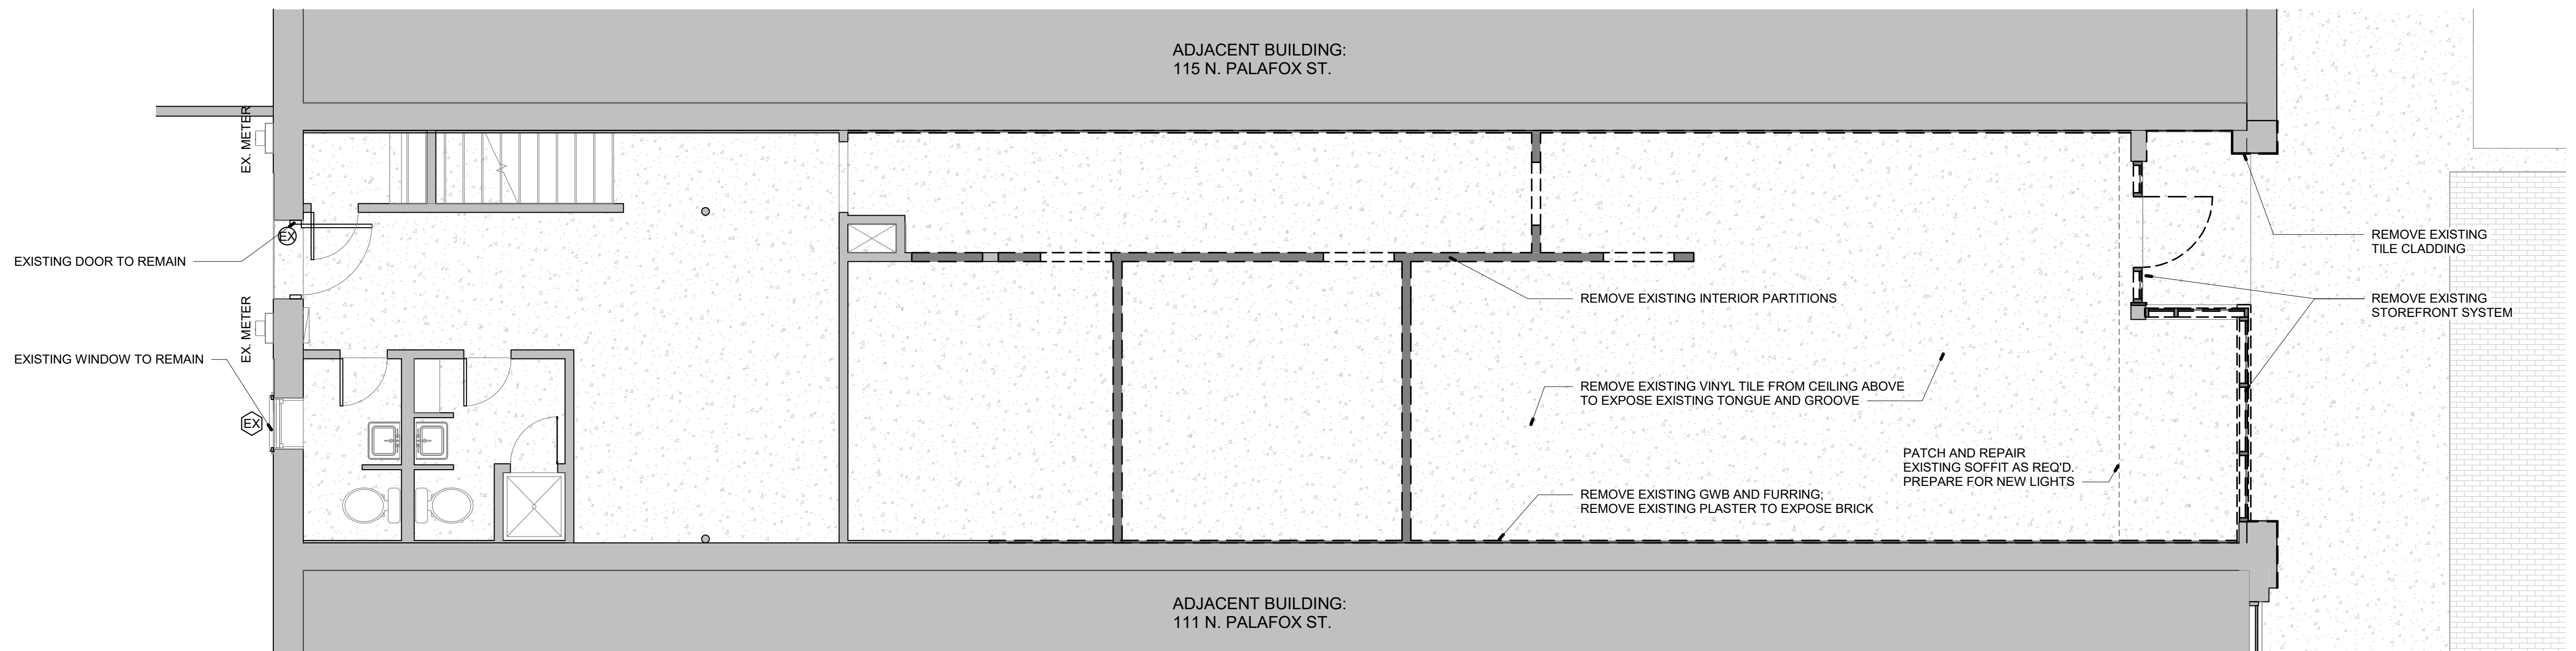 ADJACENT BUILDING:
115 N. PALAFOX ST.
EX. METER
EX
EXISTING DOOR TO REMAIN
EX. METER
EXISTING WINDOW TO REMAIN
EX
REMOVE EXISTING
TILE CLADDING
REMOVE EXISTING INTERIOR PARTITIONS
REMOVE EXISTING
STOREFRONT SYSTEM
REMOVE EXISTING VINYL TILE FROM CEILING ABOVE
TO EXPOSE EXISTING TONGUE AND GROOVE
PATCH AND REPAIR
EXISTING SOFFIT AS REQ'D.
PREPARE FOR NEW LIGHTS
REMOVE EXISTING GWB AND FURRING;
REMOVE EXISTING PLASTER TO EXPOSE BRICK
ADJACENT BUILDING:
111 N. PALAFOX ST.